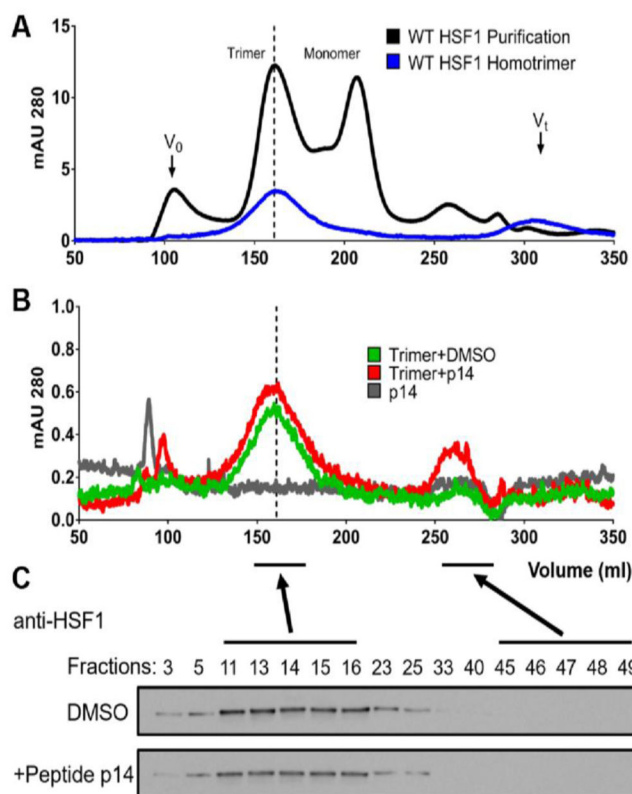 A
15
10
5
0
mAU 280
V0
Trimer
Monomer
WT HSF1 Purification
WT HSF1 Homotrimer
Vt
50 100 150 200 250 300 350
B
1.0
0.8
0.6
0.4
0.2
0.0
mAU 280
Trimer+DMSO
Trimer+p14
p14
50 100 150 200 250 300 350
Volume (ml)
C
anti-HSF1
Fractions: 3 5 11 13 14 15 16 23 25 33 40 45 46 47 48 49
DMSO
+Peptide p14